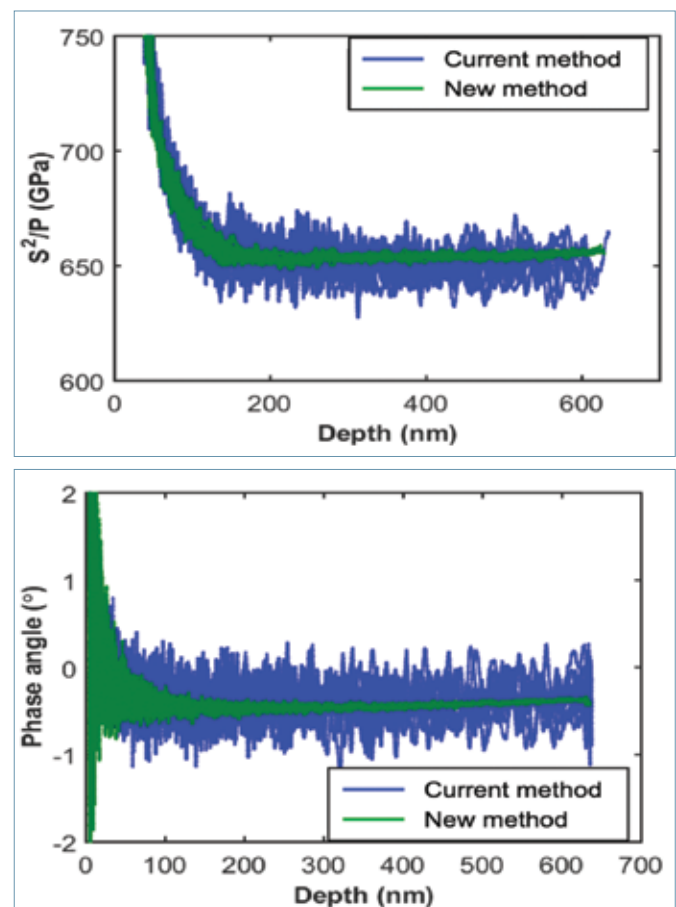 750
Current method
New method
700
S²/P (GPa)
650
600
0 200 400 600
Depth (nm)
2
1
Phase angle (°)
0
-1
Current method
New method
-2
0 100 200 300 400 500 600 700
Depth (nm)